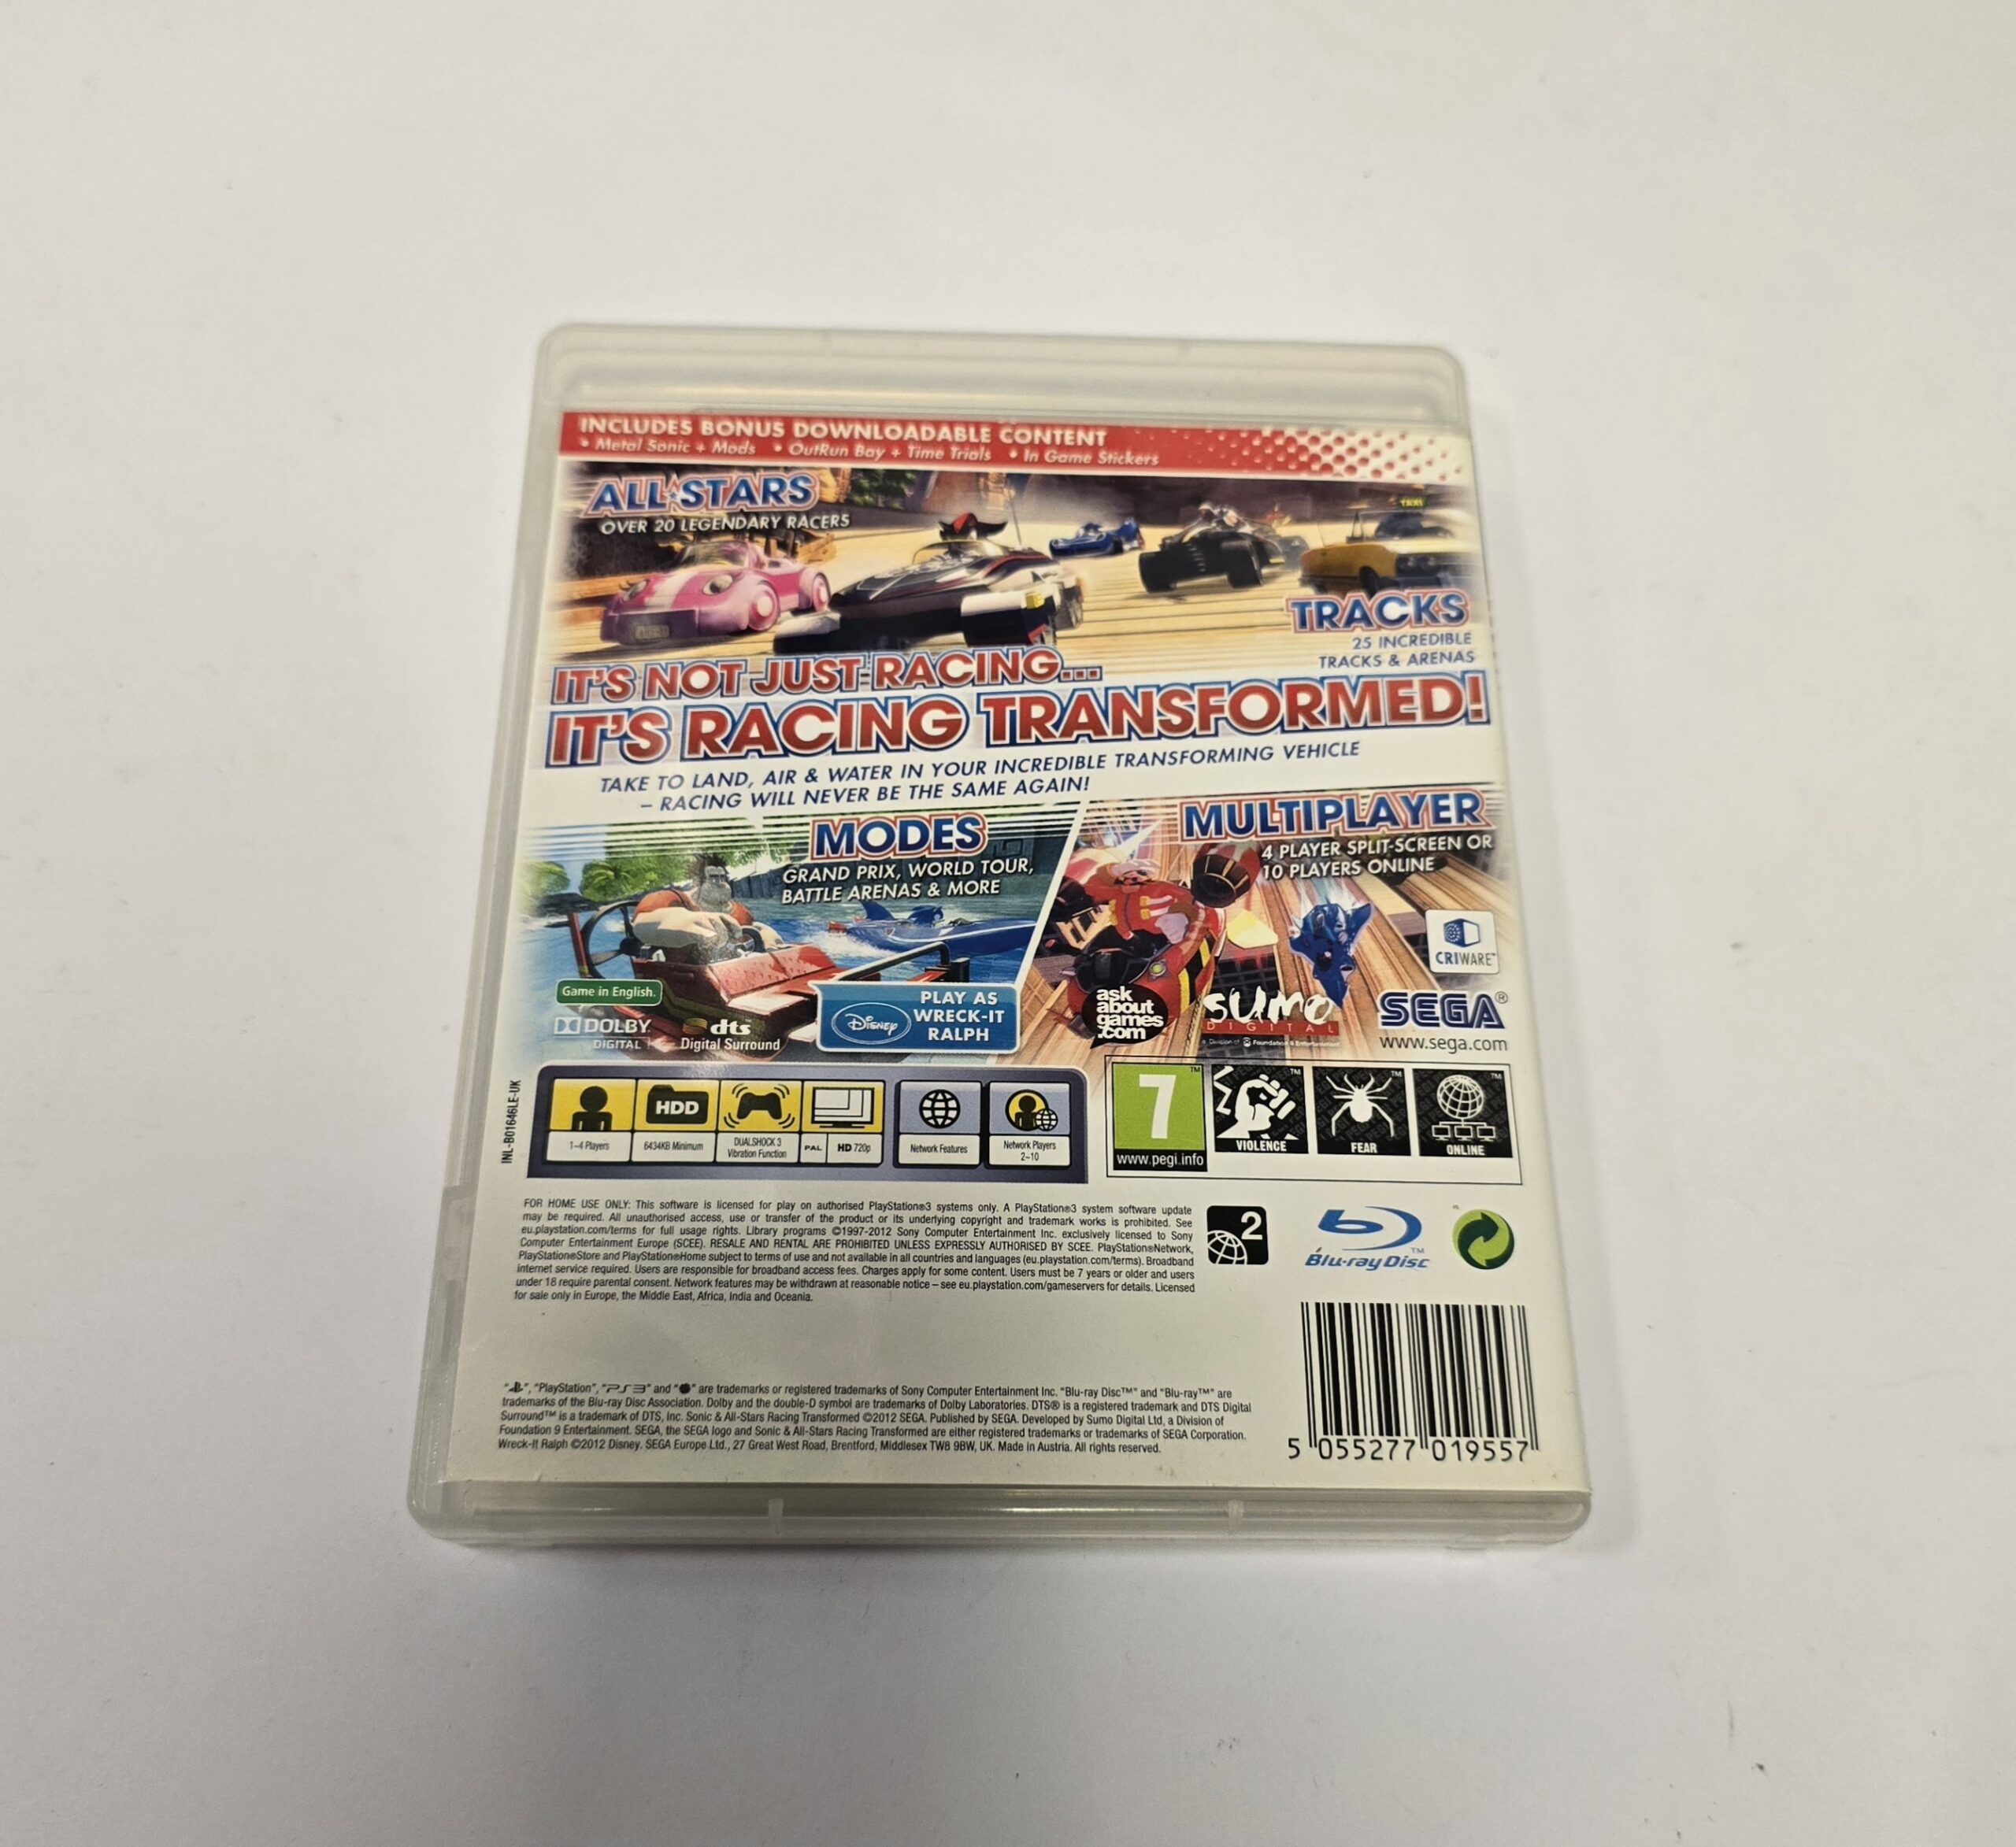 INCLUDES BONUS DOWNLOADABLE CONTENT
• Metal Sonic + Mods • OutRun Bay + Time Trials • In Game Stickers
ALL STARS
OVER 20 LEGENDARY RACERS
TAXI
TRACKS
25 INCREDIBLE
TRACKS & ARENAS
IT'S NOT JUST RACING...
IT'S RACING TRANSFORMED!
TAKE TO LAND, AIR & WATER IN YOUR INCREDIBLE TRANSFORMING VEHICLE
– RACING WILL NEVER BE THE SAME AGAIN!
MODES
GRAND PRIX, WORLD TOUR,
BATTLE ARENAS & MORE
MULTIPLAYER
4 PLAYER SPLIT-SCREEN OR
10 PLAYERS ONLINE
CRIWARE™
Game in English.
DOLBY
DIGITAL
dts
Digital Surround
Disney
PLAY AS
WRECK-IT
RALPH
ask
about
games
.com
sumo
DIGITAL
a Division of Foundation 9 Entertainment
SEGA®
www.sega.com
INL-B01646LE-UK
1–4 Players
HDD
6434KB Minimum
DUALSHOCK 3
Vibration Function
PAL
HD 720p
Network Features
Network Players
2–10
7™
www.pegi.info
™
VIOLENCE
™
FEAR
™
ONLINE
FOR HOME USE ONLY: This software is licensed for play on authorised PlayStation®3 systems only. A PlayStation®3 system software update
may be required. All unauthorised access, use or transfer of the product or its underlying copyright and trademark works is prohibited. See
eu.playstation.com/terms for full usage rights. Library programs ©1997-2012 Sony Computer Entertainment Inc. exclusively licensed to Sony
Computer Entertainment Europe (SCEE). RESALE AND RENTAL ARE PROHIBITED UNLESS EXPRESSLY AUTHORISED BY SCEE. PlayStation®Network,
PlayStation®Store and PlayStation®Home subject to terms of use and not available in all countries and languages (eu.playstation.com/terms). Broadband
internet service required. Users are responsible for broadband access fees. Charges apply for some content. Users must be 7 years or older and users
under 18 require parental consent. Network features may be withdrawn at reasonable notice – see eu.playstation.com/gameservers for details. Licensed
for sale only in Europe, the Middle East, Africa, India and Oceania.
2
Blu-ray Disc™
"", "PlayStation", "PS3" and "" are trademarks or registered trademarks of Sony Computer Entertainment Inc. "Blu-ray Disc™" and "Blu-ray™" are
trademarks of the Blu-ray Disc Association. Dolby and the double-D symbol are trademarks of Dolby Laboratories. DTS® is a registered trademark and DTS Digital
Surround™ is a trademark of DTS, Inc. Sonic & All-Stars Racing Transformed ©2012 SEGA. Published by SEGA. Developed by Sumo Digital Ltd, a Division of
Foundation 9 Entertainment. SEGA, the SEGA logo and Sonic & All-Stars Racing Transformed are either registered trademarks or trademarks of SEGA Corporation.
Wreck-It Ralph ©2012 Disney. SEGA Europe Ltd., 27 Great West Road, Brentford, Middlesex TW8 9BW, UK. Made in Austria. All rights reserved.
5 055277 019557